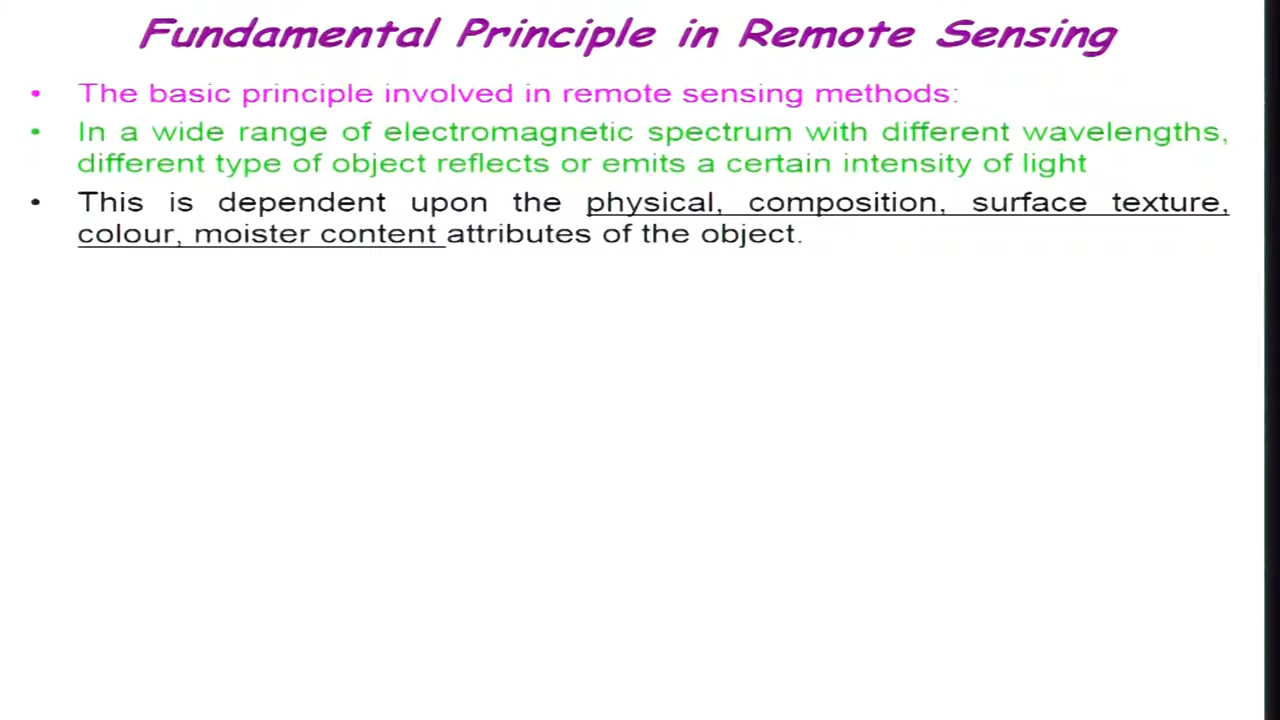 Fundamental Principle in Remote Sensing
• The basic principle involved in remote sensing methods:
• In a wide range of electromagnetic spectrum with different wavelengths,
different type of object reflects or emits a certain intensity of light
• This is dependent upon the physical, composition, surface texture,
colour, moister content attributes of the object.